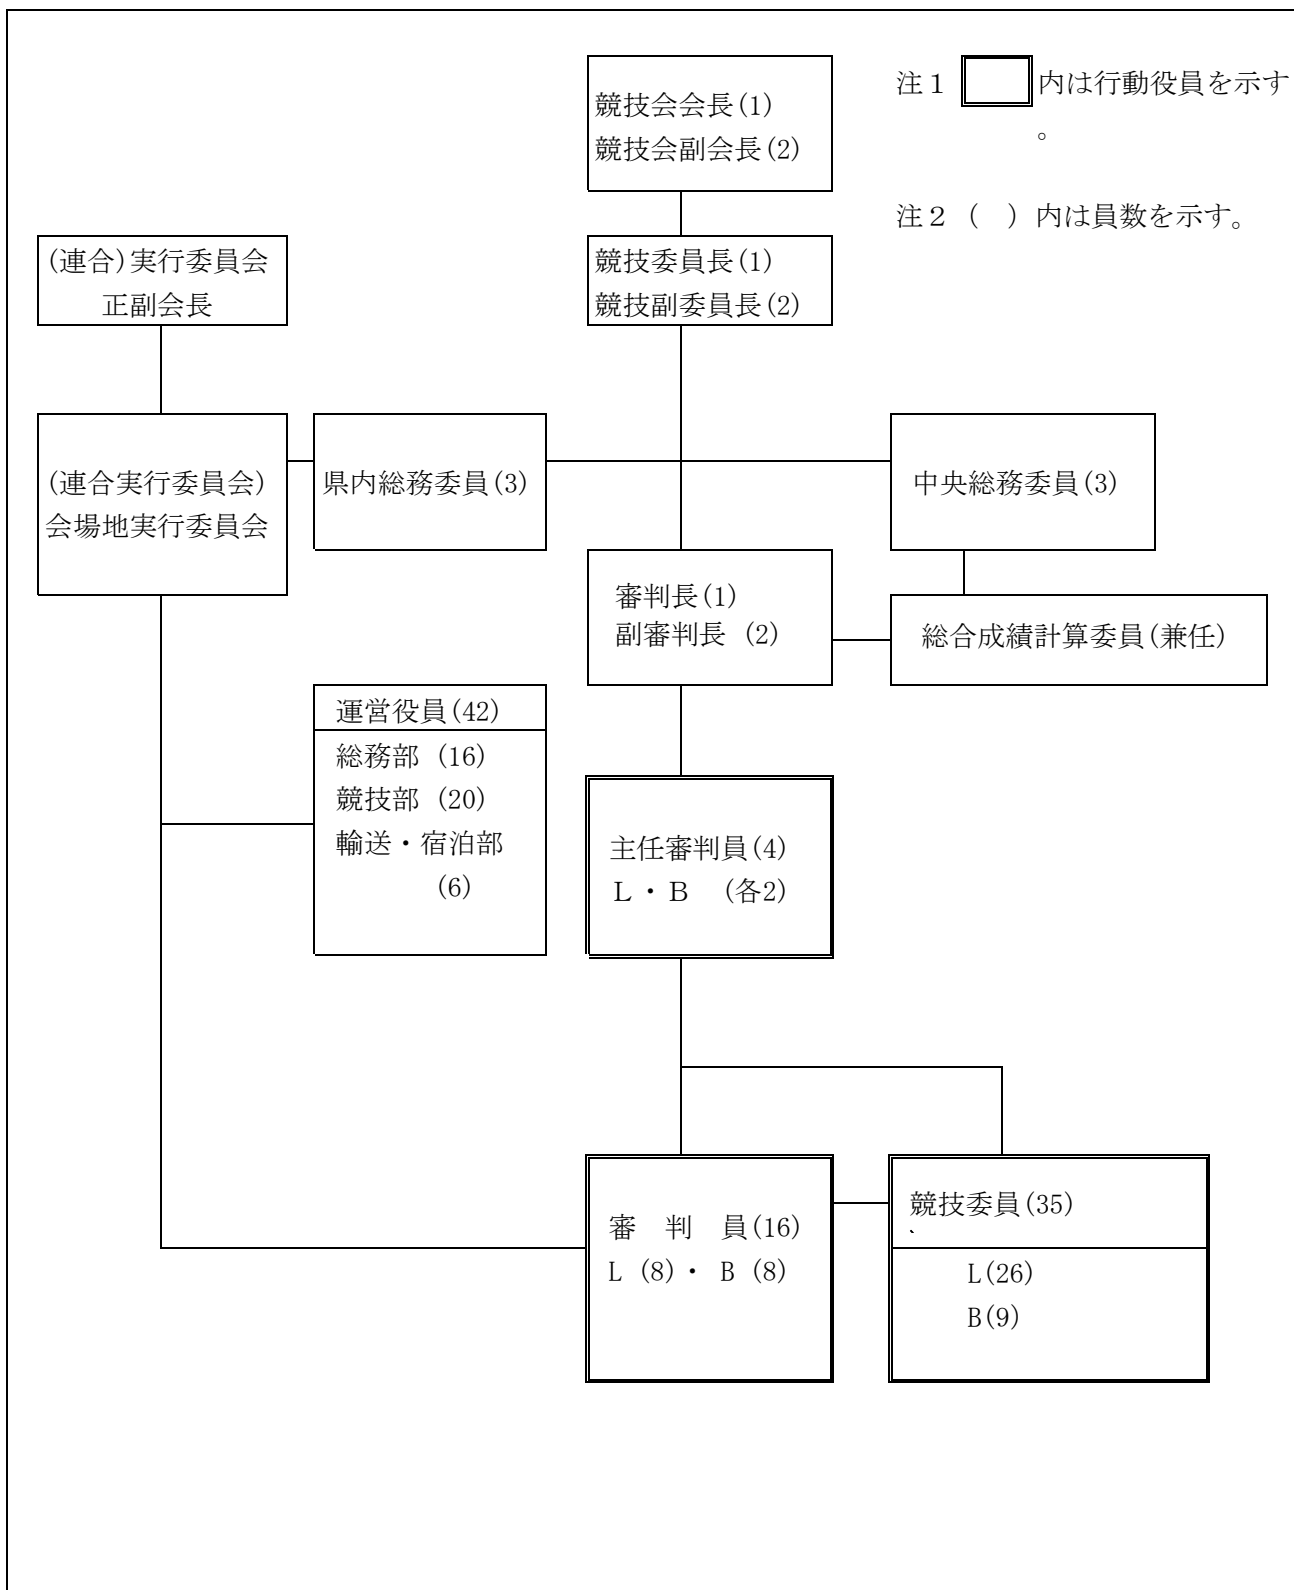 競技会会長(1)
競技会副会長(2)
注1 内は行動役員を示す
。
注2 ( ) 内は員数を示す。
(連合)実行委員会
正副会長
競技委員長(1)
競技副委員長(2)
(連合実行委員会)
会場地実行委員会
県内総務委員(3)
中央総務委員(3)
審判長(1)
副審判長 (2)
総合成績計算委員(兼任)
運営役員(42)
総務部 (16)
競技部 (20)
輸送・宿泊部
(6)
主任審判員(4)
L・B (各2)
審 判 員(16)
L (8)・ B (8)
競技委員(35)
L(26)
B(9)